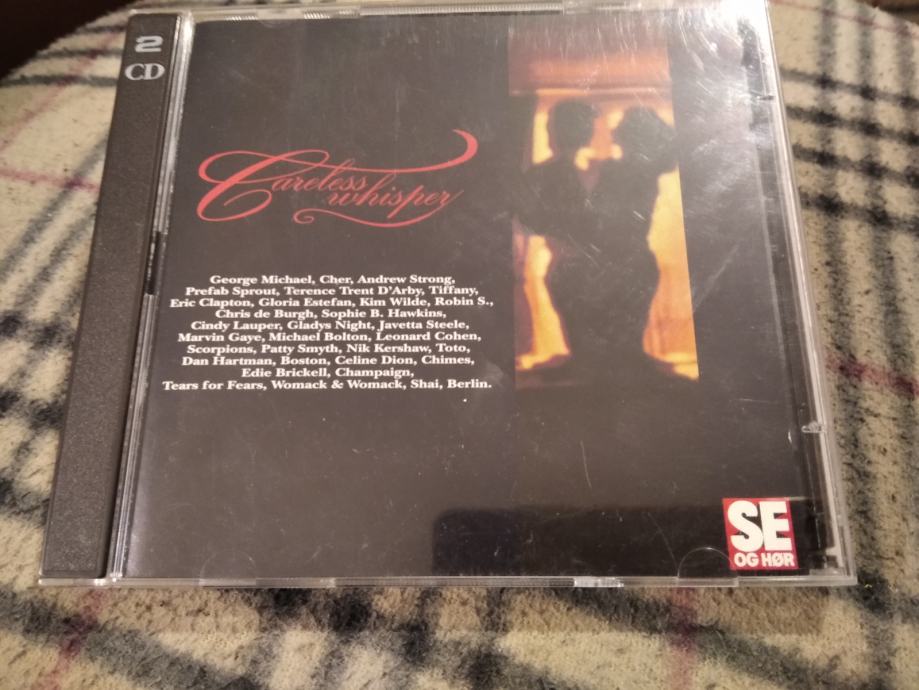 2
CD
Careless
whisper
George Michael, Cher, Andrew Strong,
Prefab Sprout, Terence Trent D'Arby, Tiffany,
Eric Clapton, Gloria Estefan, Kim Wilde, Robin S.,
Chris de Burgh, Sophie B. Hawkins,
Cindy Lauper, Gladys Night, Javetta Steele,
Marvin Gaye, Michael Bolton, Leonard Cohen,
Scorpions, Patty Smyth, Nik Kershaw, Toto,
Dan Hartman, Boston, Celine Dion, Chimes,
Edie Brickell, Champaign,
Tears for Fears, Womack & Womack, Shai, Berlin.
SE
OG HØR